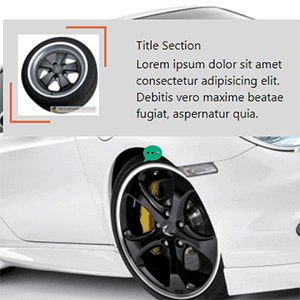 Title Section
Lorem ipsum dolor sit amet
consectetur adipisicing elit.
Debitis vero maxime beatae
fugiat, aspernatur quia.